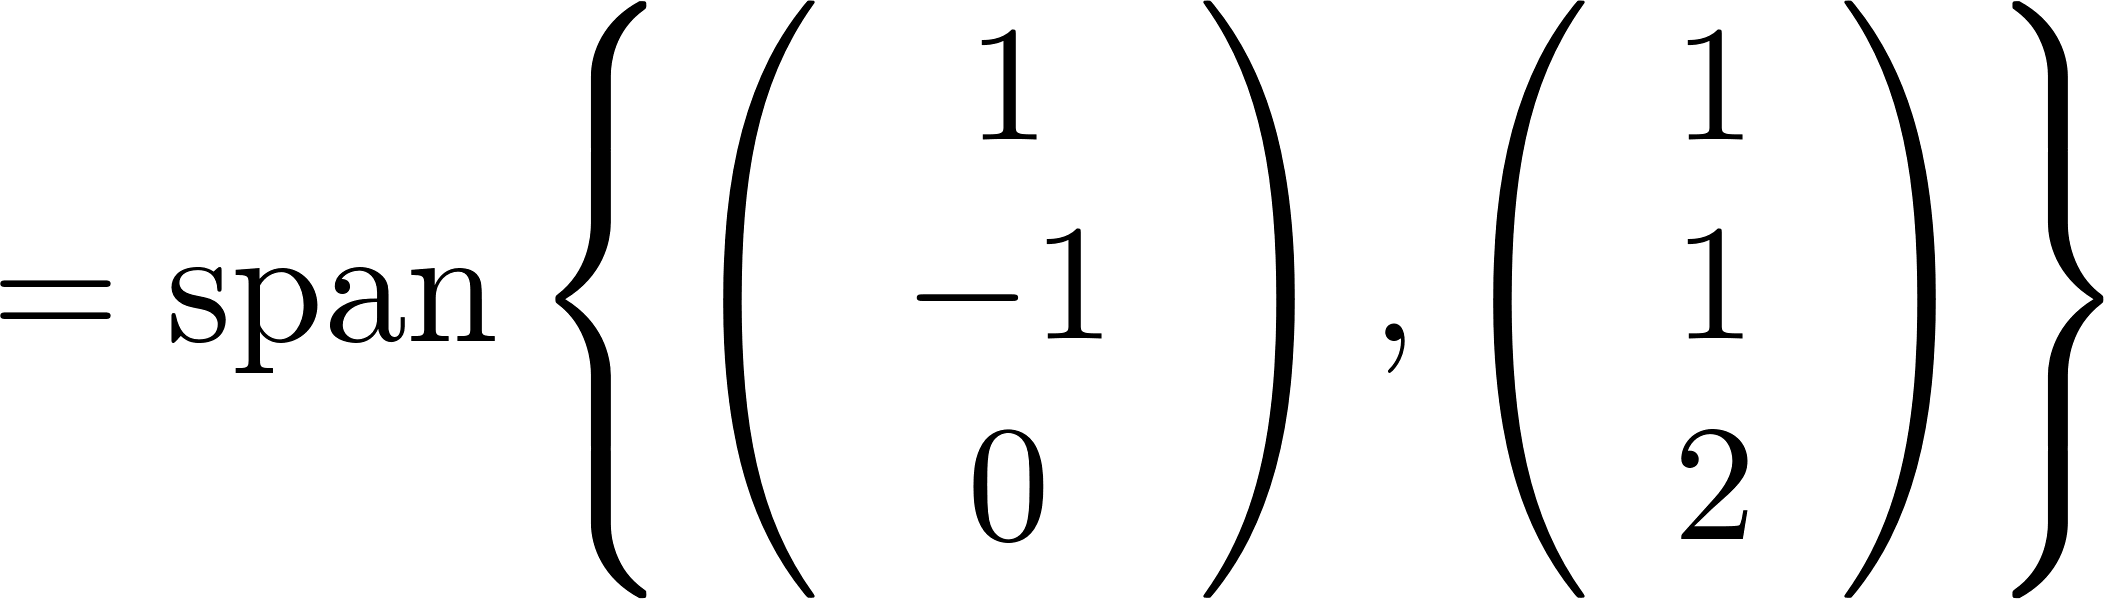 = span { ( 1 -1 0 ) , ( 1 1 2 ) }